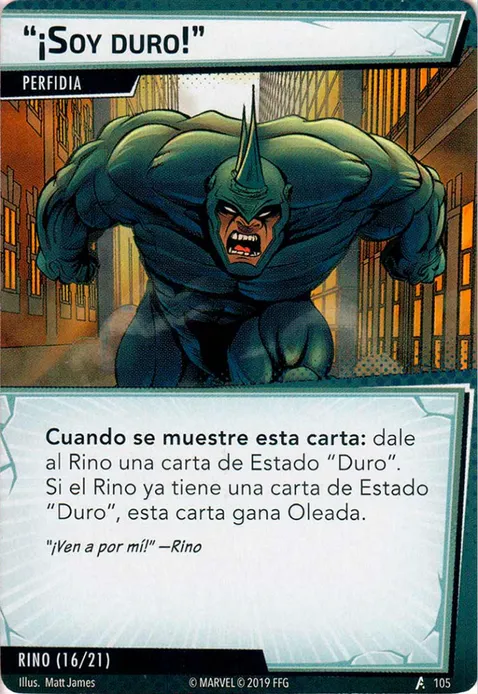 “¡SOY DURO!”
PERFIDIA
Cuando se muestre esta carta: dale
al Rino una carta de Estado “Duro”.
Si el Rino ya tiene una carta de Estado
“Duro”, esta carta gana Oleada.
"¡Ven a por mí!" —Rino
RINO (16/21)
Illus. Matt James
© MARVEL © 2019 FFG
105